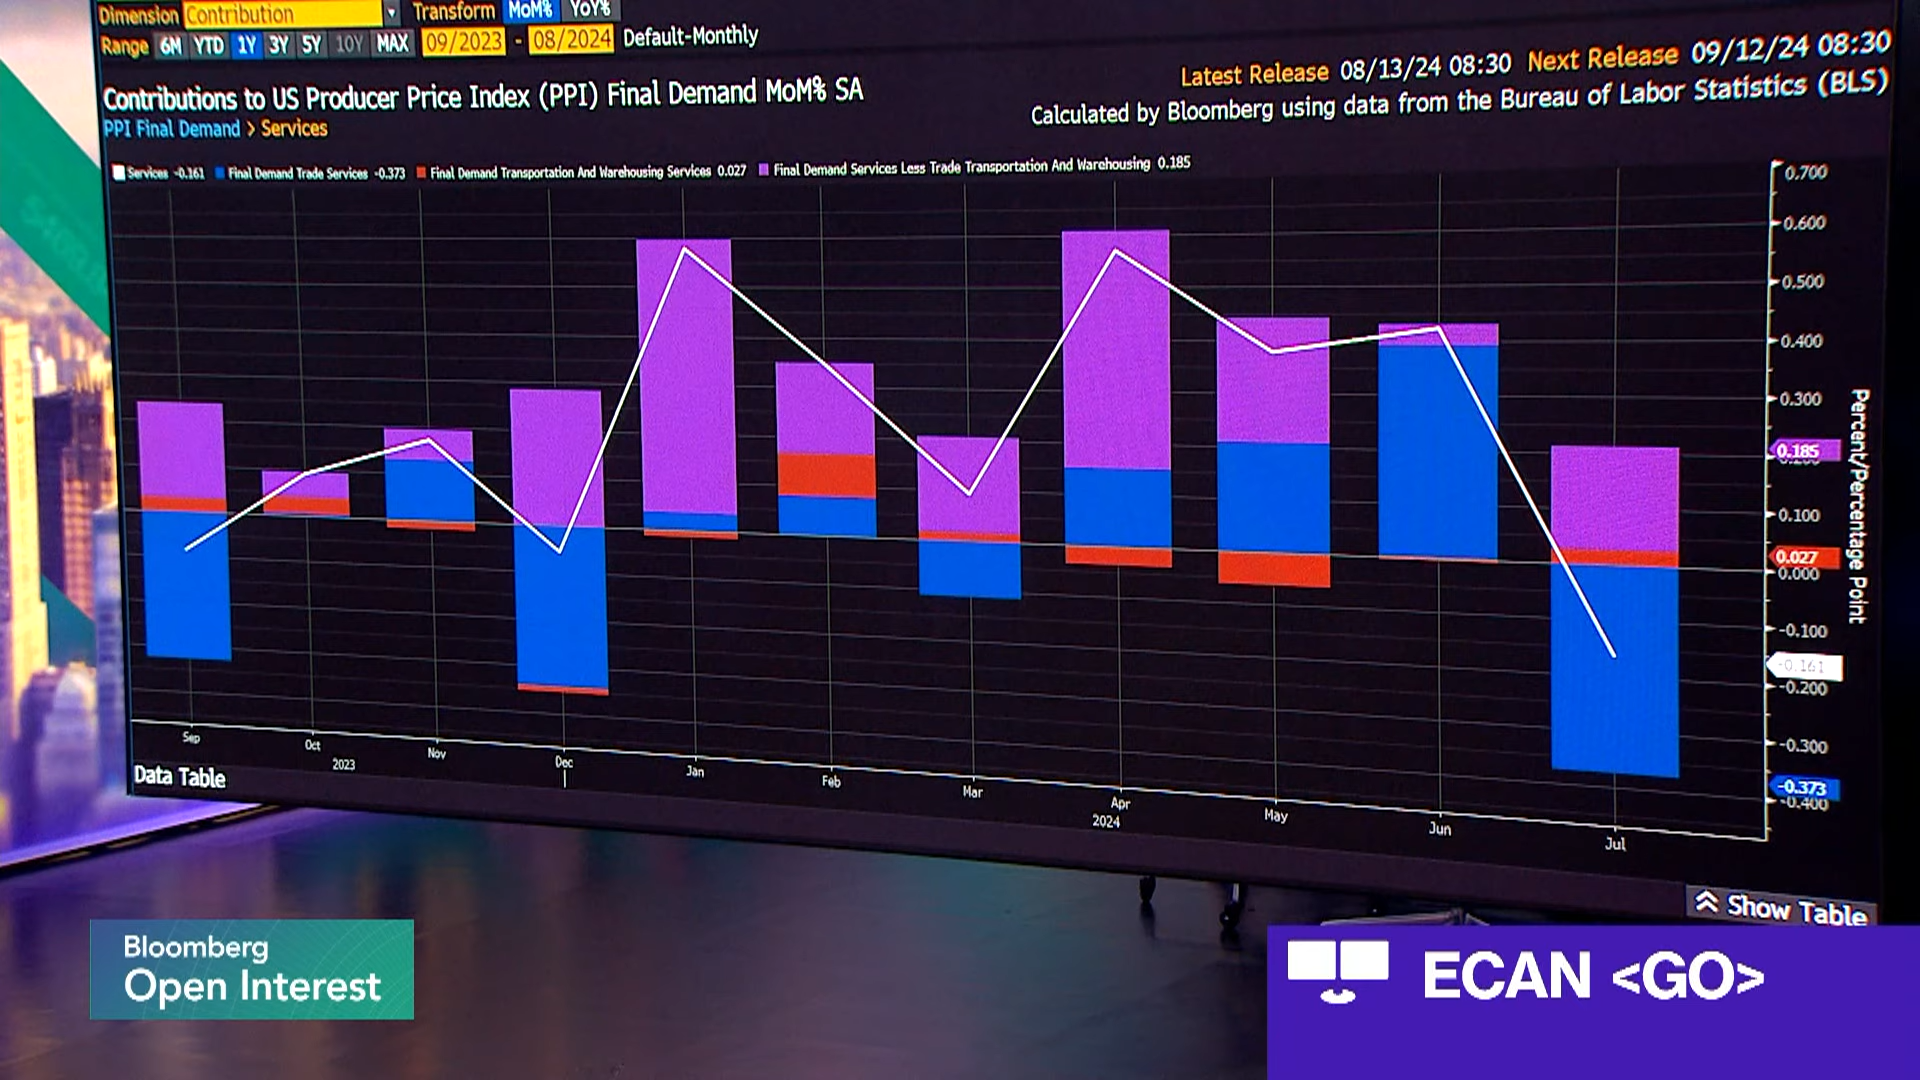 Dimension Contribution Transform MoM% YoY%
Range 6M YTD 1Y 3Y 5Y 10Y MAX 09/2023 - 08/2024 Default-Monthly
Latest Release 08/13/24 08:30 Next Release 09/12/24 08:30
Contributions to US Producer Price Index (PPI) Final Demand MoM% SA
Calculated by Bloomberg using data from the Bureau of Labor Statistics (BLS)
PPI Final Demand > Services
Services -0.161 Final Demand Trade Services -0.373 Final Demand Transportation And Warehousing Services 0.027 Final Demand Services Less Trade Transportation And Warehousing 0.185
0.700
0.600
0.500
0.400
0.300
0.185
0.100
0.027
0.000
-0.100
-0.161
-0.200
-0.300
-0.373
-0.400
Percent/Percentage Point
Sep Oct Nov Dec Jan Feb Mar Apr May Jun Jul
2023 2024
Data Table
Show Table
Bloomberg
Open Interest
ECAN <GO>